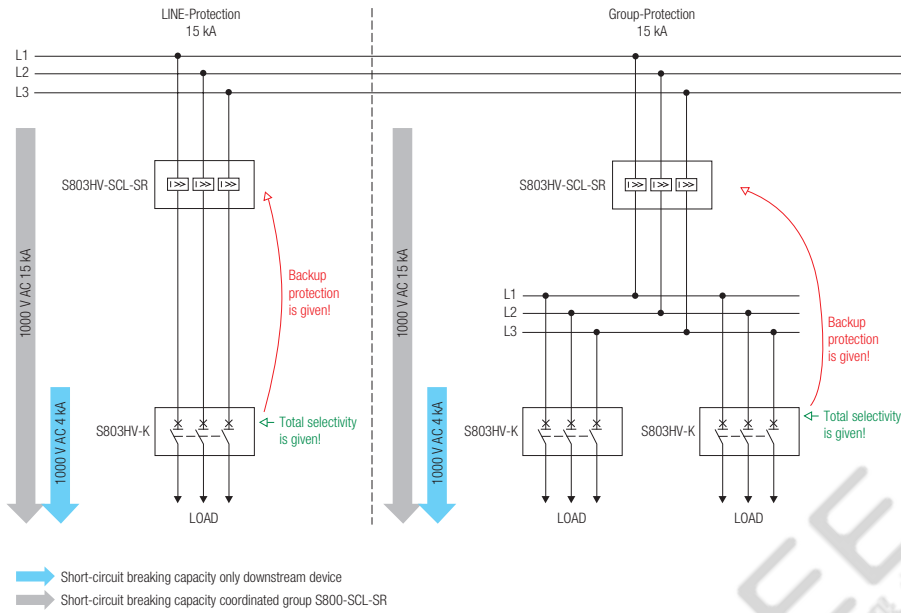 LINE-Protection
15 kA
Group-Protection
15 kA
L1
L2
L3
S803HV-SCL-SR
I>> I>> I>>
S803HV-SCL-SR
I>> I>> I>>
1000 V AC 15 kA
1000 V AC 15 kA
Backup
protection
is given!
L1
L2
L3
Backup
protection
is given!
1000 V AC 4 kA
S803HV-K
Total selectivity
is given!
1000 V AC 4 kA
S803HV-K
S803HV-K
Total selectivity
is given!
LOAD
LOAD
LOAD
Short-circuit breaking capacity only downstream device
Short-circuit breaking capacity coordinated group S800-SCL-SR